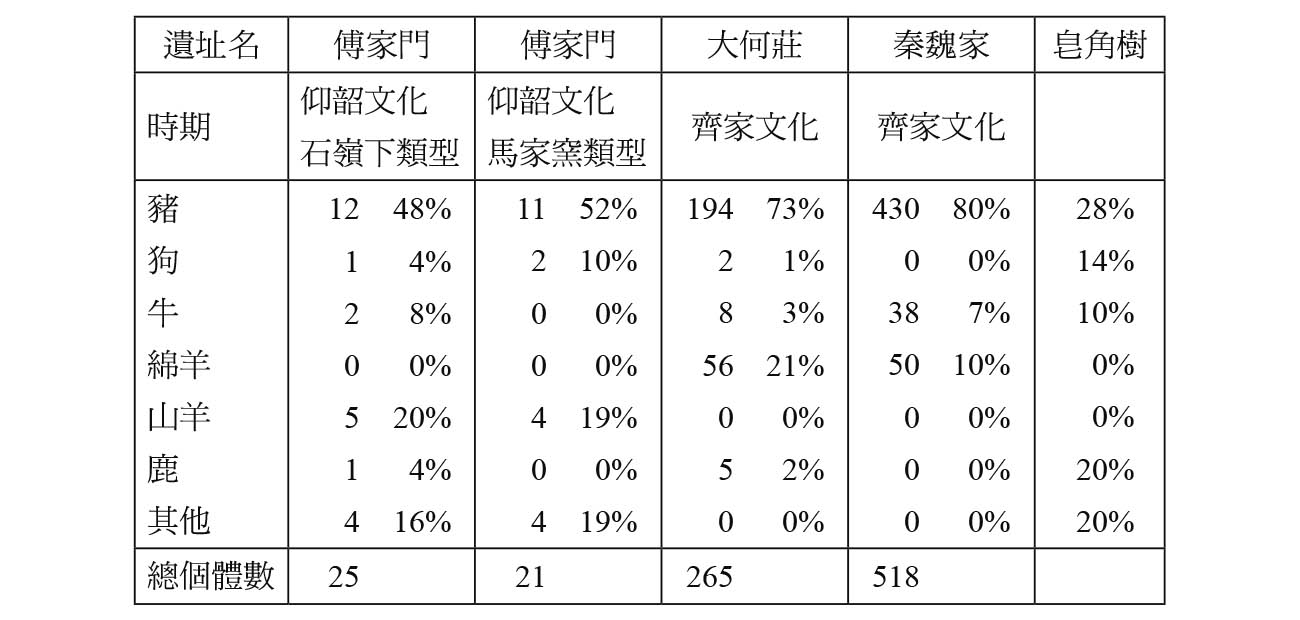 遺址名 傅家門 傅家門 大何莊 秦魏家 皂角樹
時期 仰韶文化 石嶺下類型 仰韶文化 馬家窯類型 齊家文化 齊家文化
豬 12 48% 11 52% 194 73% 430 80% 28%
狗 1 4% 2 10% 2 1% 0 0% 14%
牛 2 8% 0 0% 8 3% 38 7% 10%
綿羊 0 0% 0 0% 56 21% 50 10% 0%
山羊 5 20% 4 19% 0 0% 0 0% 0%
鹿 1 4% 0 0% 5 2% 0 0% 20%
其他 4 16% 4 19% 0 0% 0 0% 20%
總個體數 25 21 265 518